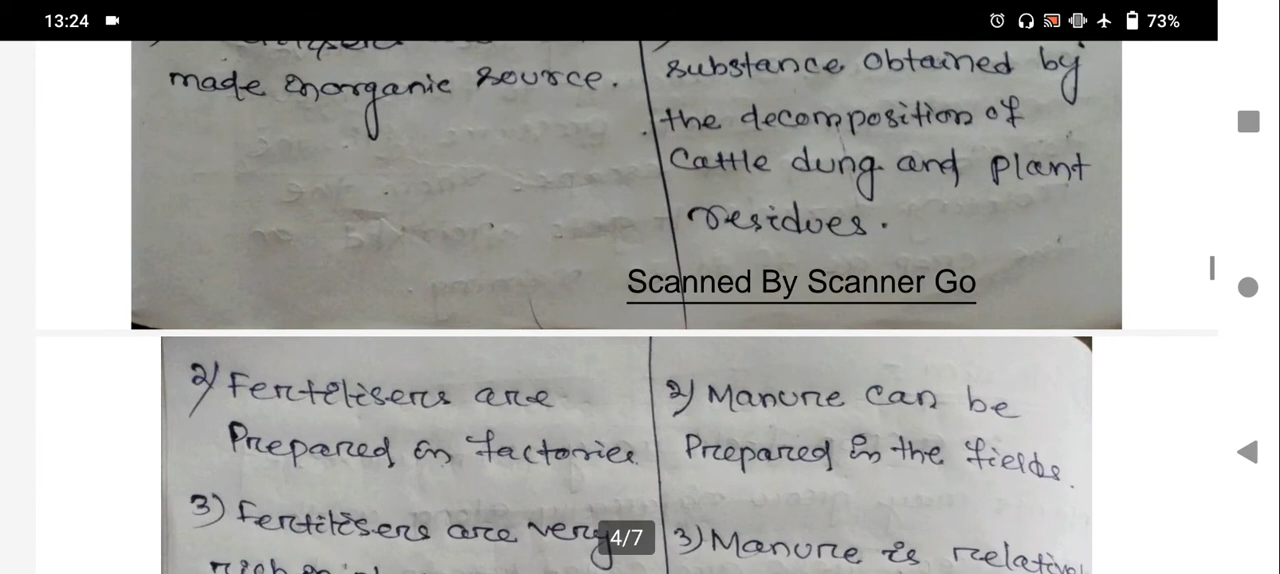 13:24
73%
made inorganic source.
substance obtained by
the decomposition of
Cattle dung and plant
residues.
Scanned By Scanner Go
2) Fertilisers are
Prepared in factories
3) Fertilisers are very
2) Manure can be
Prepared in the fields.
3) Manure is
4/7